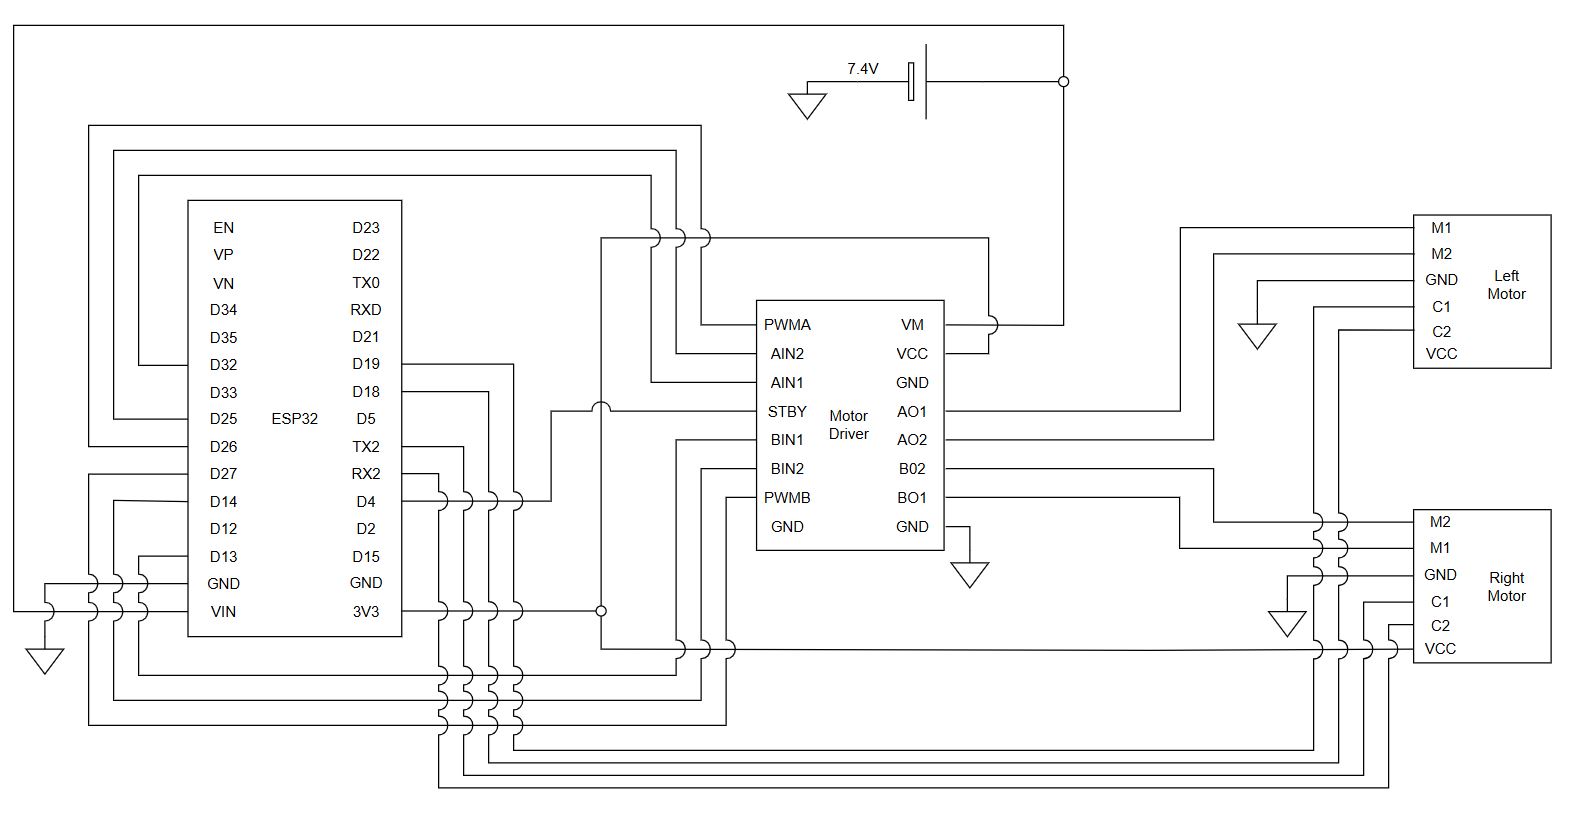 7.4V
EN
VP
VN
D34
D35
D32
D33
D25
D26
D27
D14
D12
D13
GND
VIN
ESP32
D23
D22
TX0
RXD
D21
D19
D18
D5
TX2
RX2
D4
D2
D15
GND
3V3
PWMA
AIN2
AIN1
STBY
BIN1
BIN2
PWMB
GND
Motor
Driver
VM
VCC
GND
AO1
AO2
B02
BO1
GND
M1
M2
GND
C1
C2
VCC
Left
Motor
M2
M1
GND
C1
C2
VCC
Right
Motor